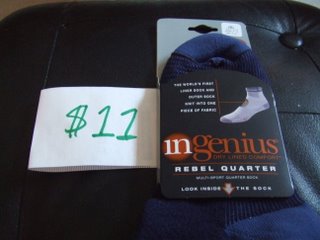 $11
THE WORLD'S FIRST
LINER SOCK AND
OUTER SOCK
KNIT INTO ONE
PIECE OF FABRIC
ingenius
DRY LINED COMFORT
REBEL QUARTER
MULTI-SPORT QUARTER SOCK
LOOK INSIDE THE SOCK